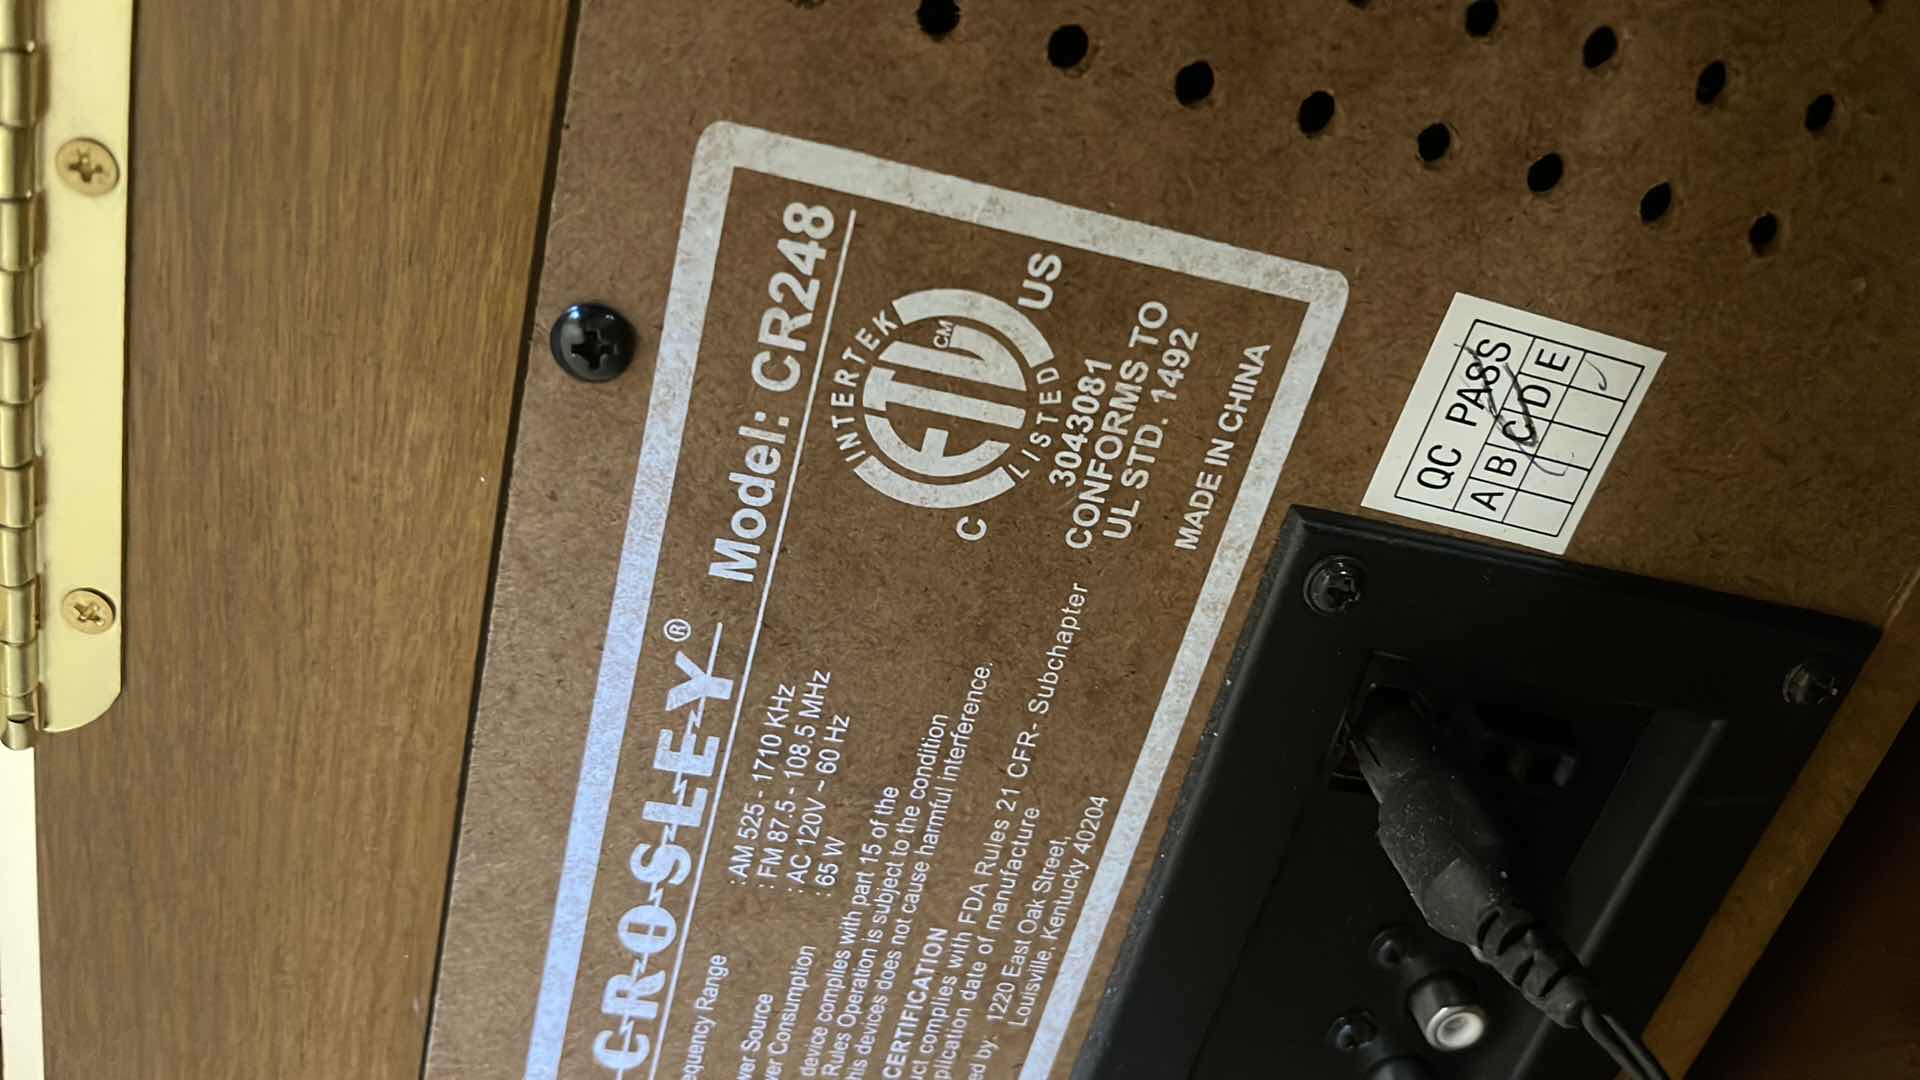 CROSLEY® Model: CR248
equency Range : AM 525 - 1710 KHz
: FM 87.5 - 108.5 MHz
wer Source : AC 120V ~ 60 Hz
wer Consumption : 65 W
device complies with part 15 of the
Rules Operation is subject to the condition
his devices does not cause harmful interference.
CERTIFICATION
uct complies with FDA Rules 21 CFR- Subchapter
plication date of manufacture
ed by: 1220 East Oak Street,
Louisville, Kentucky 40204
INTERTEK
ETL CM
LISTED
C US
3043081
CONFORMS TO
UL STD. 1492
MADE IN CHINA
QC PASS
A B C D E